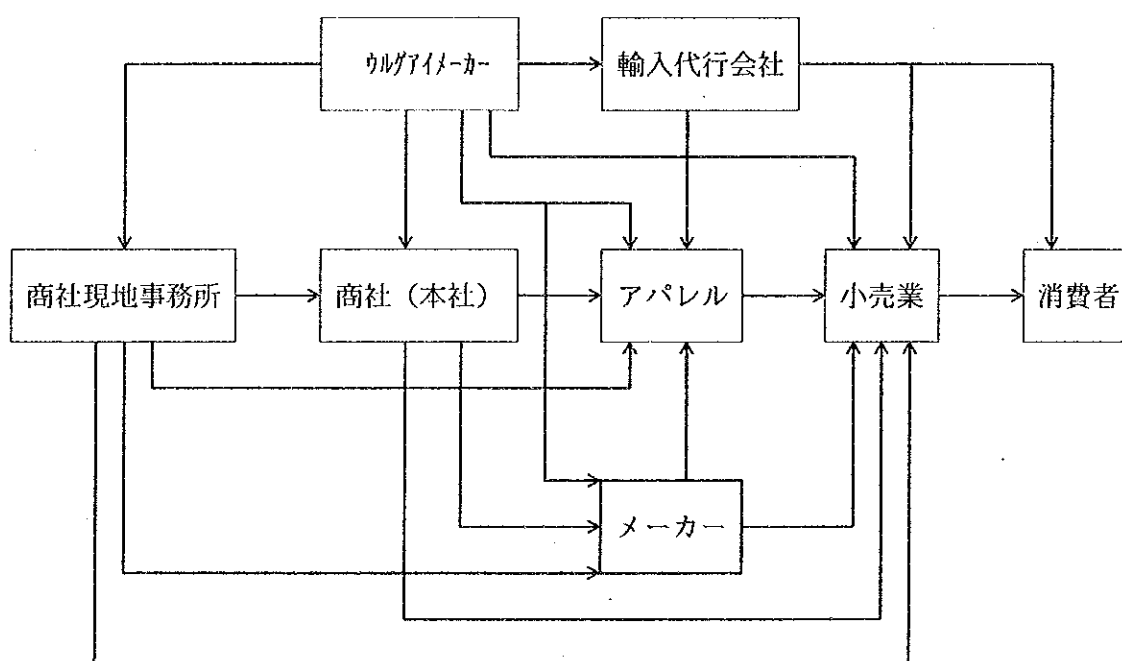 ウルグアイメーカー
輸入代行会社
商社現地事務所
商社（本社）
アパレル
小売業
消費者
メーカー